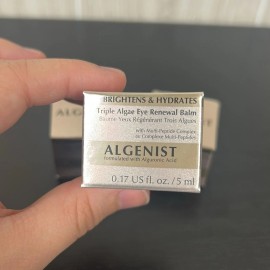 BRIGHTENS & HYDRATES
Triple Algae Eye Renewal Balm
Baume Yeux Régénérant Trois Algues
with Multi-Peptide Complex
au Complexe Multi-Peptides
ALGENIST
formulated with Alguronic Acid
0.17 US fl. oz. / 5 ml